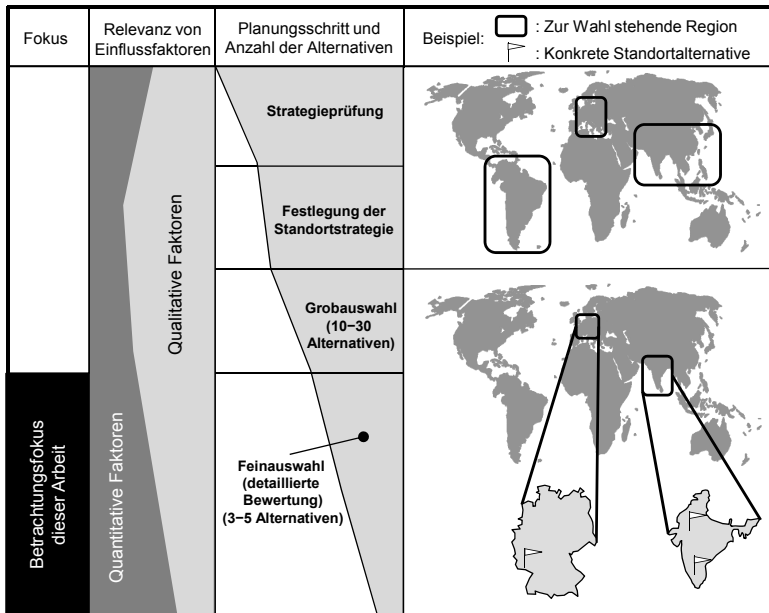 Fokus
Relevanz von
Einflussfaktoren
Planungsschritt und
Anzahl der Alternativen
Beispiel:
: Zur Wahl stehende Region
: Konkrete Standortalternative
Betrachtungsfokus
dieser Arbeit
Quantitative Faktoren
Qualitative Faktoren
Strategieprüfung
Festlegung der
Standortstrategie
Grobauswahl
(10−30
Alternativen)
Feinauswahl
(detaillierte
Bewertung)
(3−5 Alternativen)